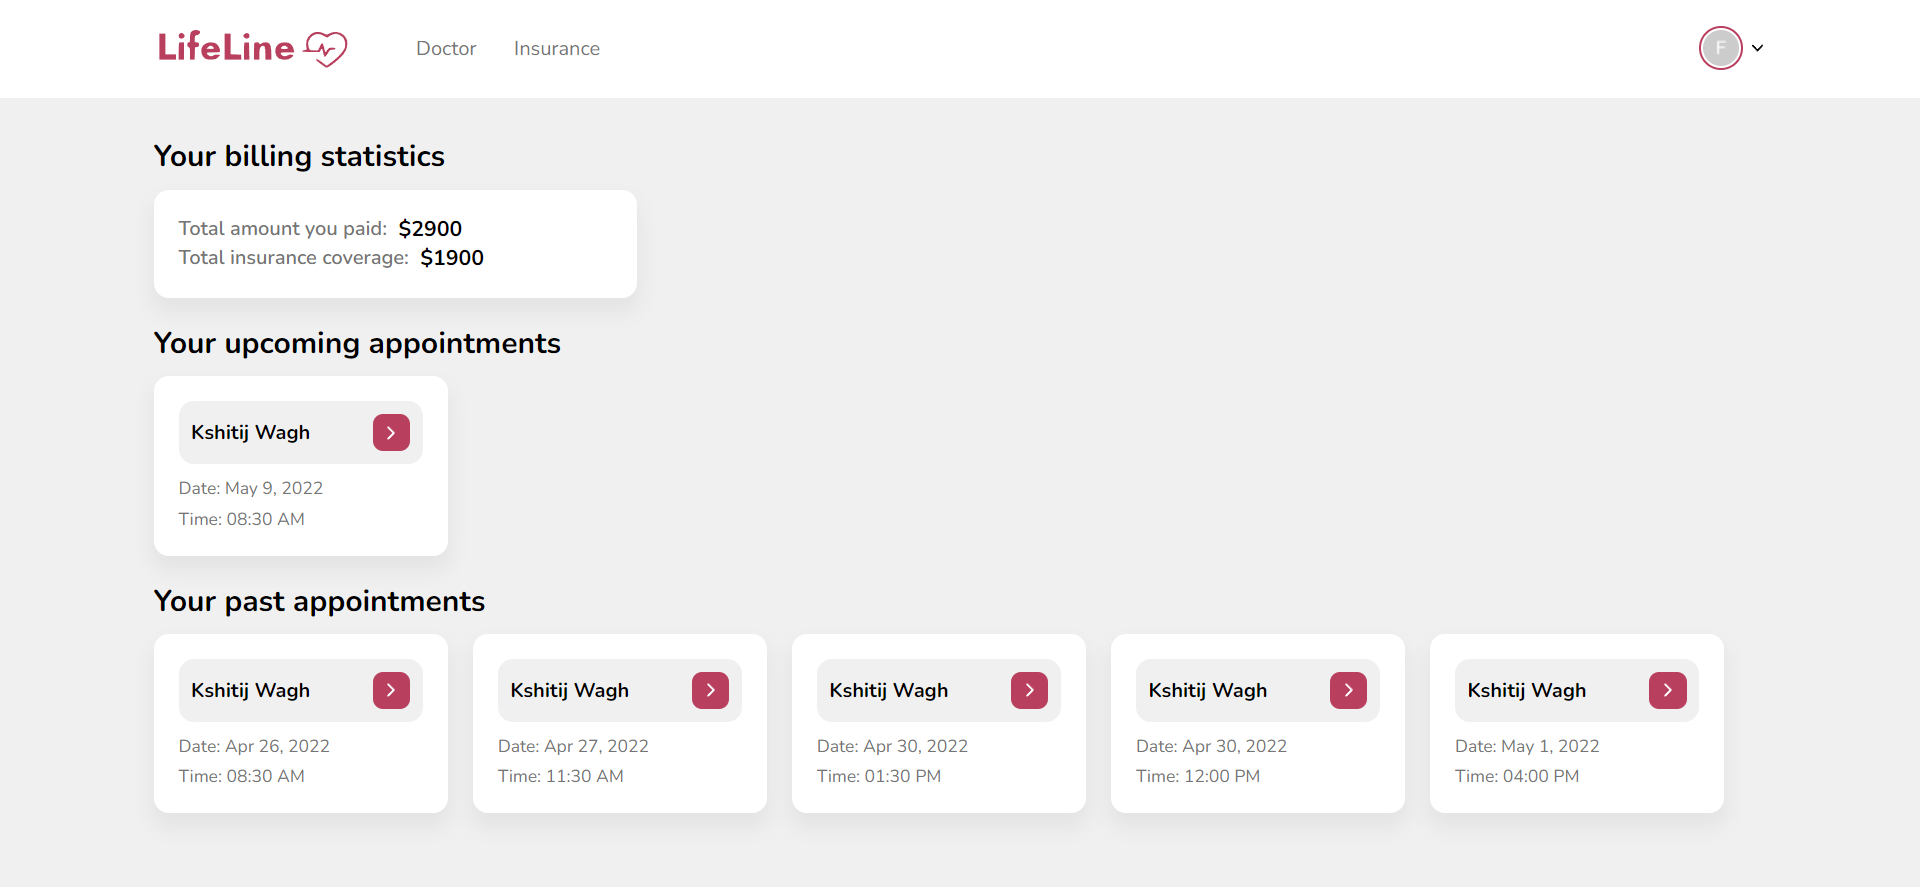 LifeLine Doctor Insurance F
Your billing statistics
Total amount you paid: $2900
Total insurance coverage: $1900
Your upcoming appointments
Kshitij Wagh
Date: May 9, 2022
Time: 08:30 AM
Your past appointments
Kshitij Wagh
Date: Apr 26, 2022
Time: 08:30 AM
Kshitij Wagh
Date: Apr 27, 2022
Time: 11:30 AM
Kshitij Wagh
Date: Apr 30, 2022
Time: 01:30 PM
Kshitij Wagh
Date: Apr 30, 2022
Time: 12:00 PM
Kshitij Wagh
Date: May 1, 2022
Time: 04:00 PM